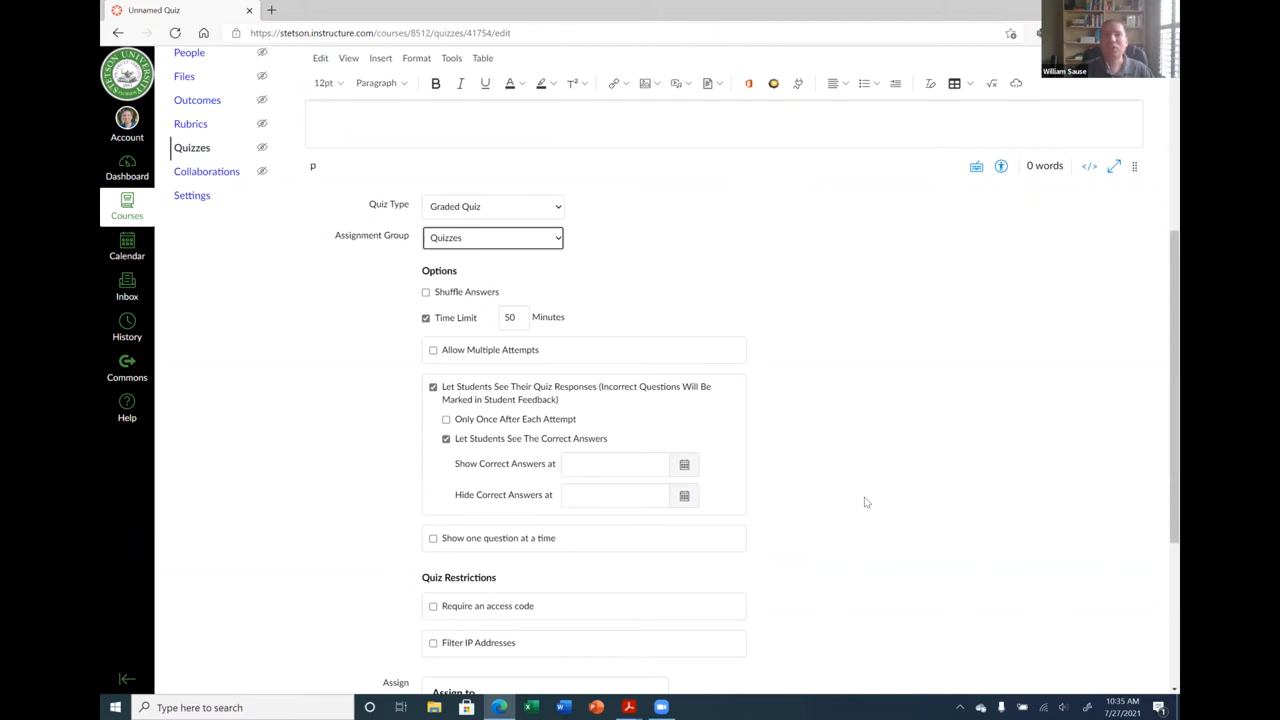 Unnamed Quiz
https://stetson.instructure.com/courses/8512/quizzes/41754/edit
William Sause
STETSON UNIVERSITY
Account
Dashboard
Courses
Calendar
Inbox
History
Commons
Help
People
Files
Outcomes
Rubrics
Quizzes
Collaborations
Settings
Edit View Insert Format Tools Table
12pt Paragraph B I U A T²
p
0 words </>
Quiz Type Graded Quiz
Assignment Group Quizzes
Options
Shuffle Answers
Time Limit 50 Minutes
Allow Multiple Attempts
Let Students See Their Quiz Responses (Incorrect Questions Will Be
Marked in Student Feedback)
Only Once After Each Attempt
Let Students See The Correct Answers
Show Correct Answers at
Hide Correct Answers at
Show one question at a time
Quiz Restrictions
Require an access code
Filter IP Addresses
Assign
Assign to
Type here to search
10:35 AM
7/27/2021